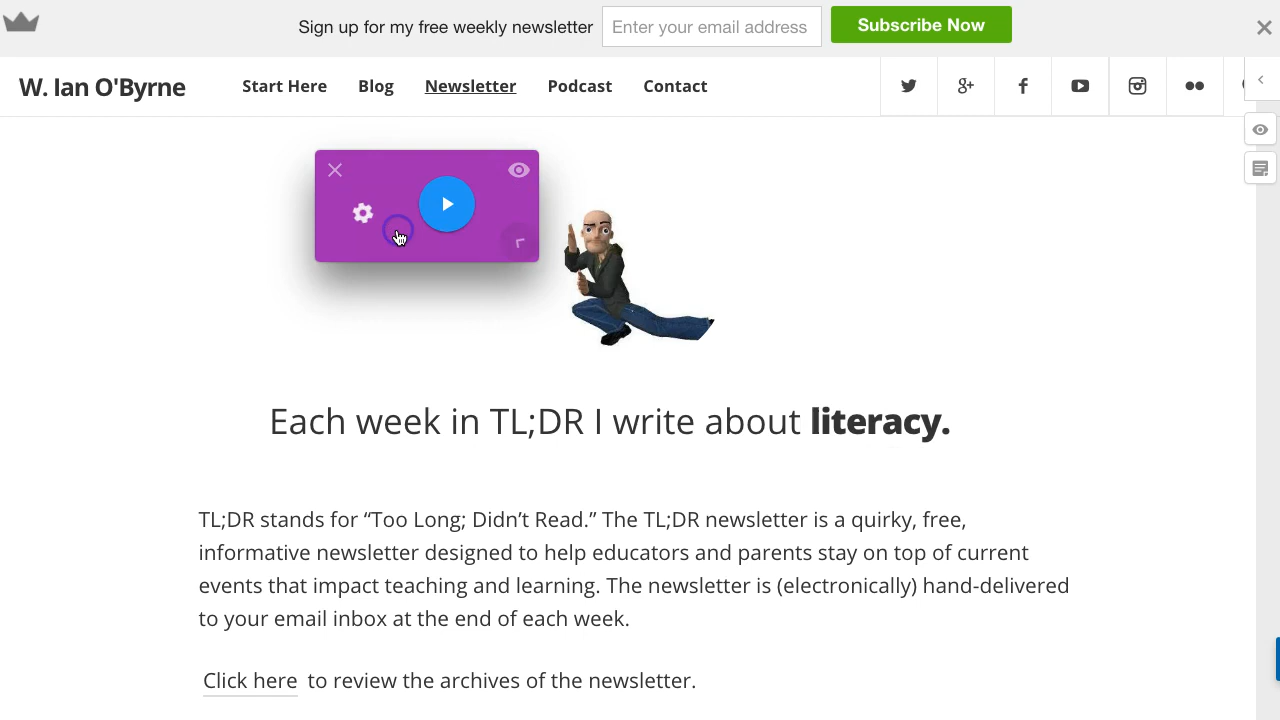 Sign up for my free weekly newsletter Enter your email address Subscribe Now
W. Ian O'Byrne Start Here Blog Newsletter Podcast Contact
Each week in TL;DR I write about literacy.
TL;DR stands for “Too Long; Didn’t Read.” The TL;DR newsletter is a quirky, free,
informative newsletter designed to help educators and parents stay on top of current
events that impact teaching and learning. The newsletter is (electronically) hand-delivered
to your email inbox at the end of each week.
Click here to review the archives of the newsletter.